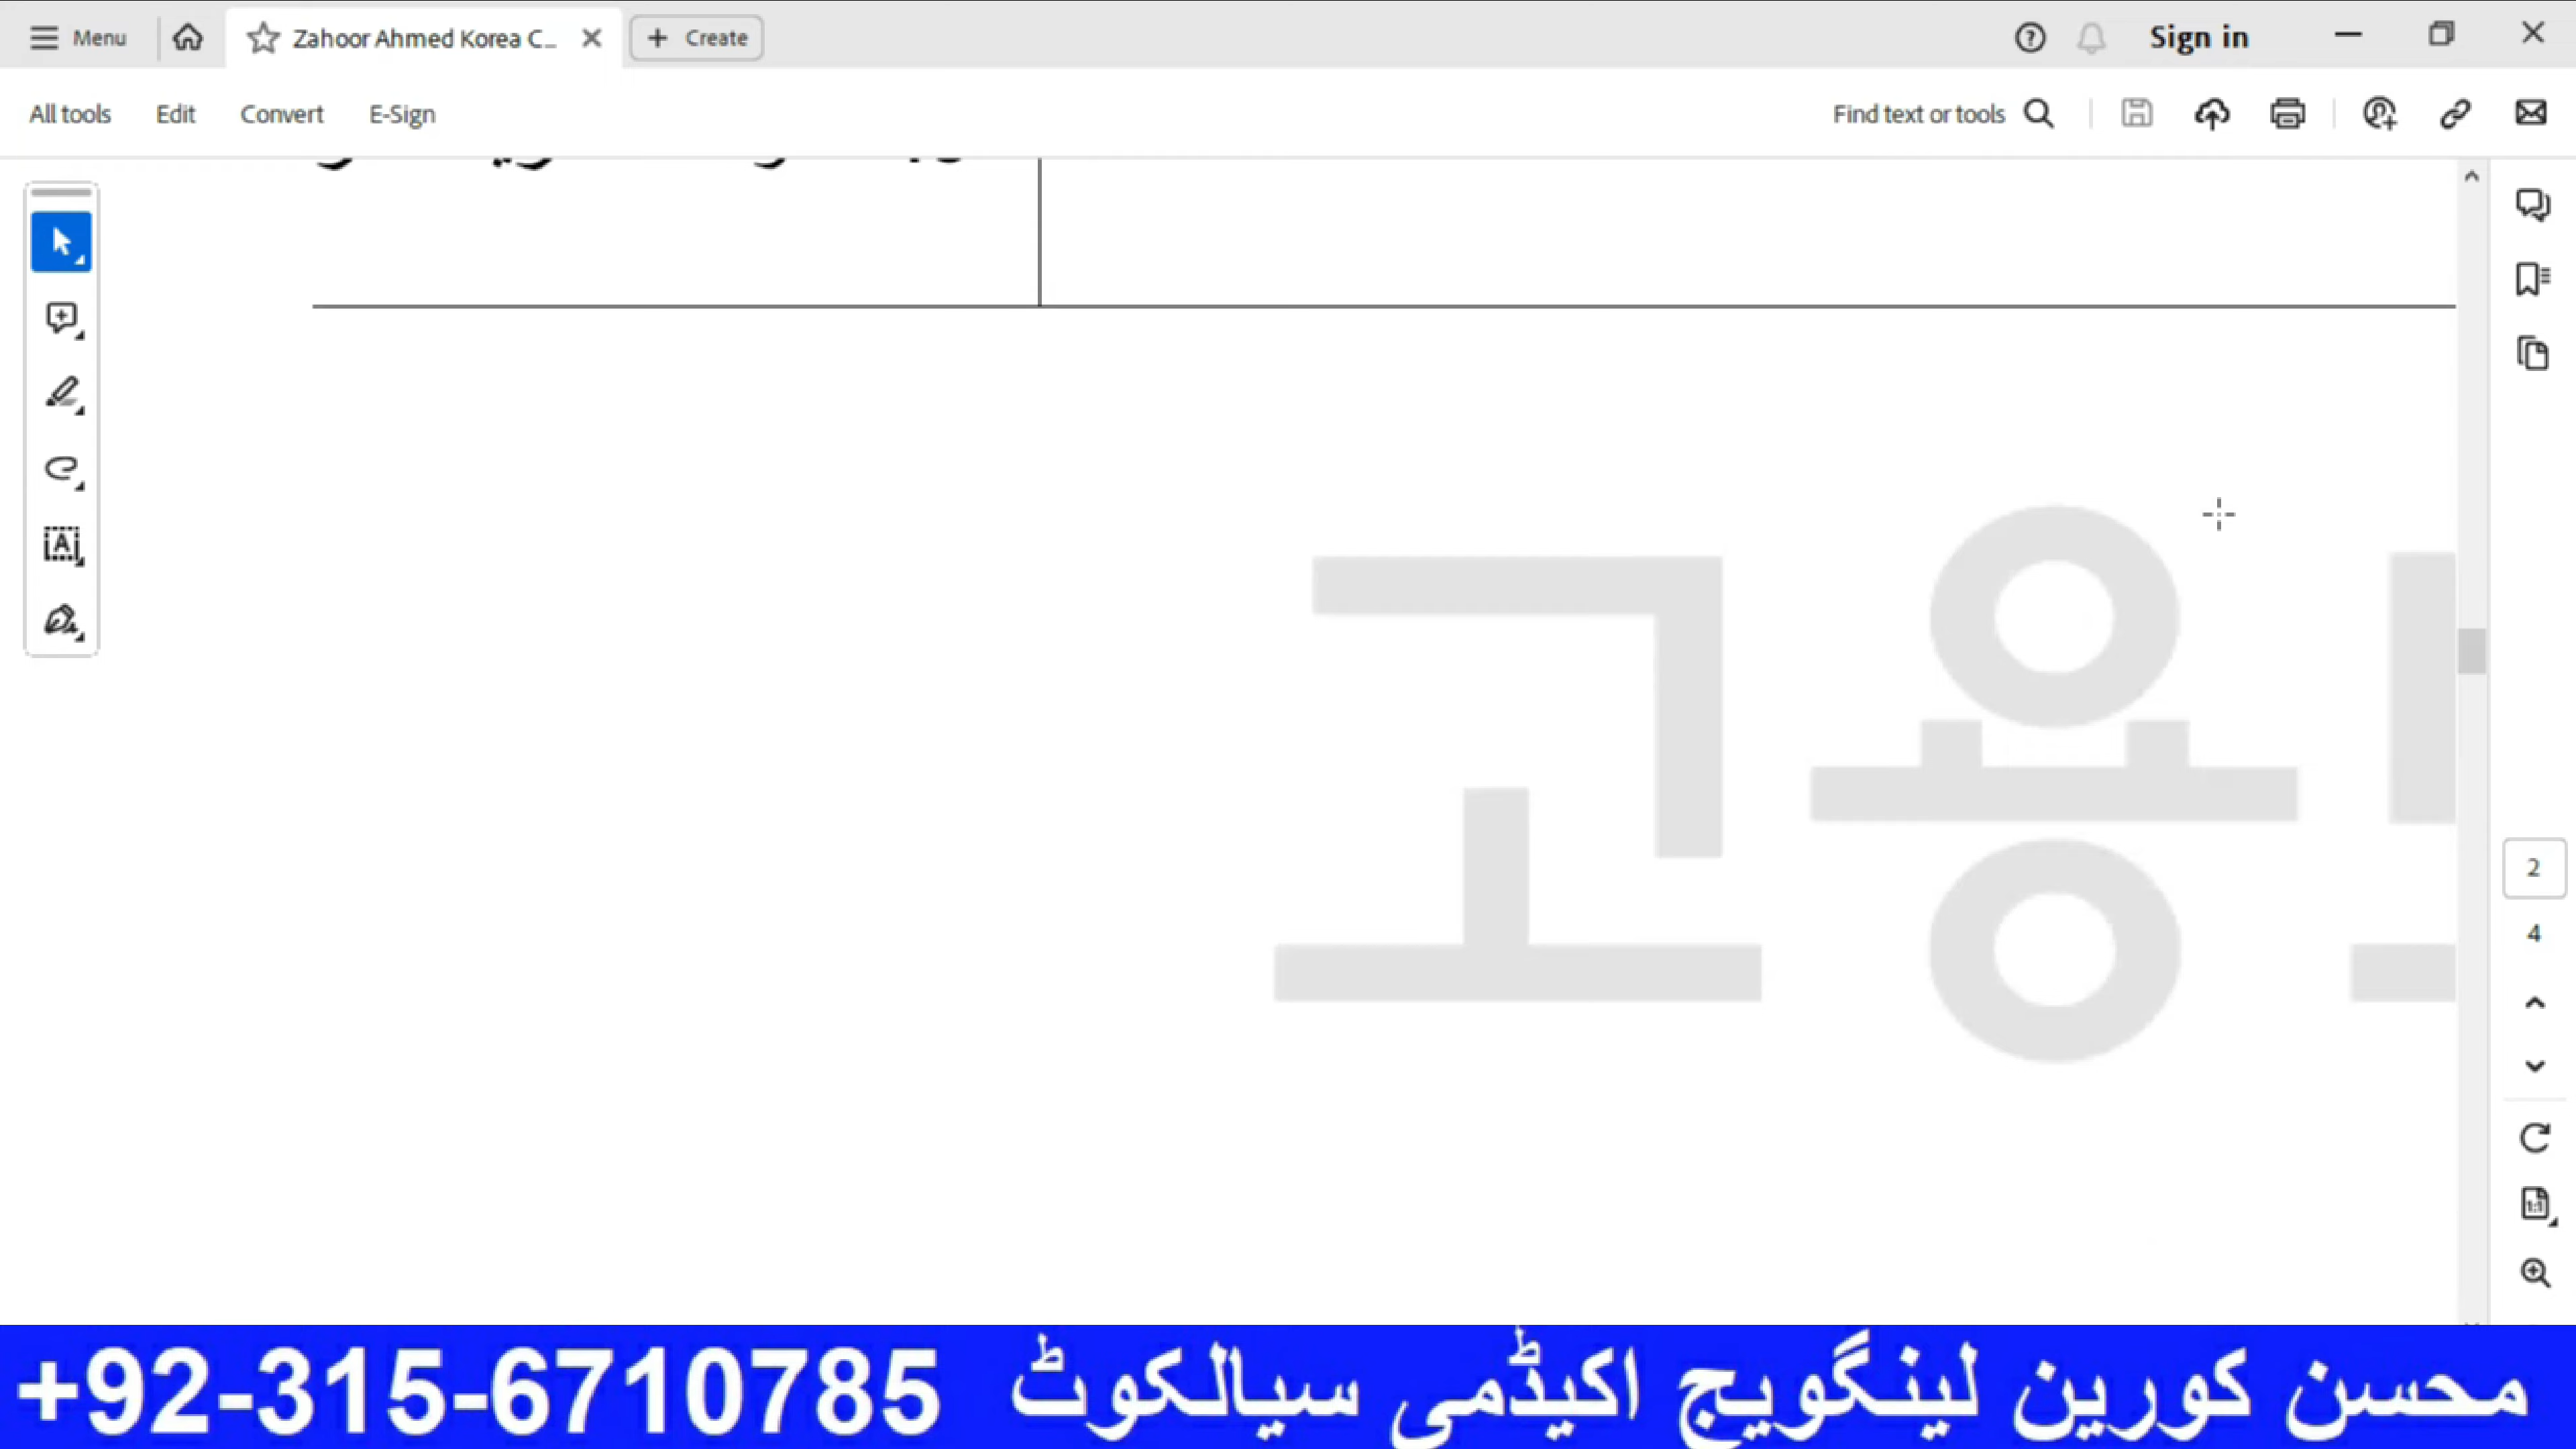 Menu
Zahoor Ahmed Korea C...
Create
Sign in
All tools Edit Convert E-Sign
Find text or tools
고용
2
4
+92-315-6710785 محسن کورین لینگویج اکیڈمی سیالکوٹ